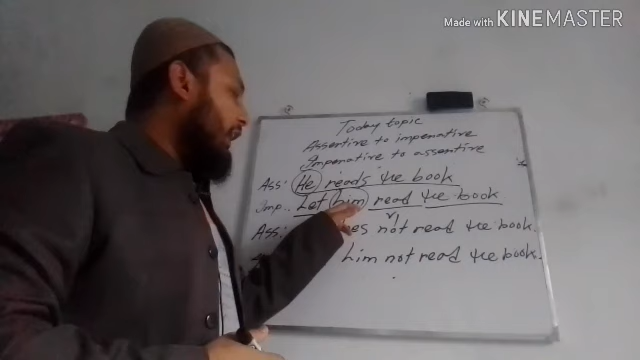 Made with KINEMASTER
Today topic
Assertive to imperative
Imperative to assertive
Ass: He reads the book
Imp.. Let him read the book
Ass: not read the book.
him not read the book.